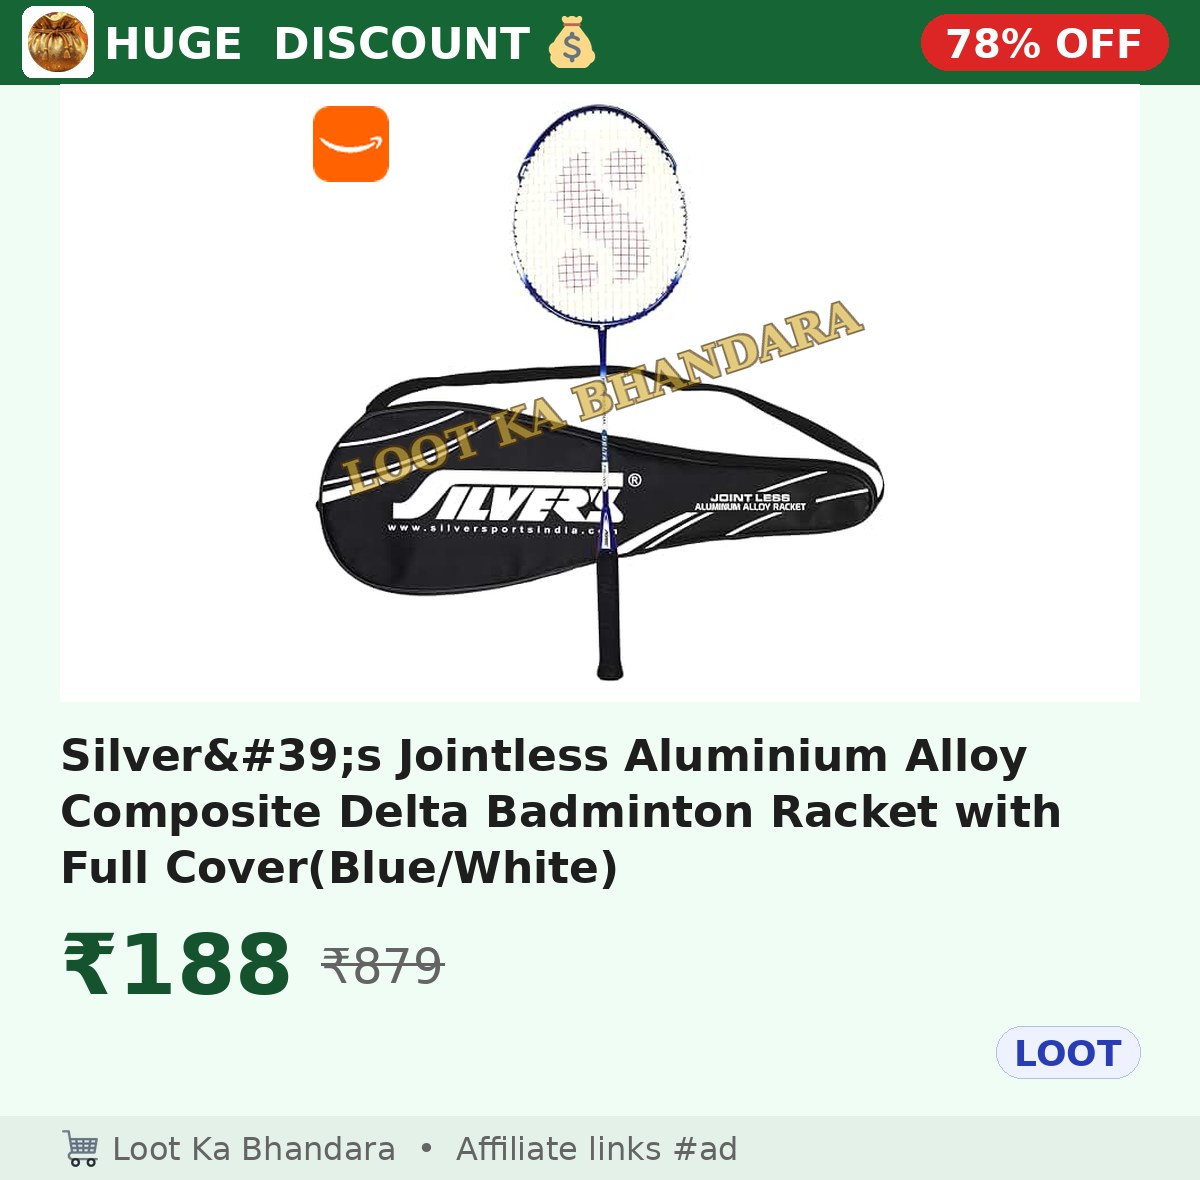 HUGE DISCOUNT 💰
78% OFF
LOOT KA BHANDARA
SILVER'S®
www.silversportsindia.com
JOINT LESS
ALUMINUM ALLOY RACKET
Silver&#39;s Jointless Aluminium Alloy
Composite Delta Badminton Racket with
Full Cover(Blue/White)
₹188 ₹879
LOOT
🛒 Loot Ka Bhandara • Affiliate links #ad